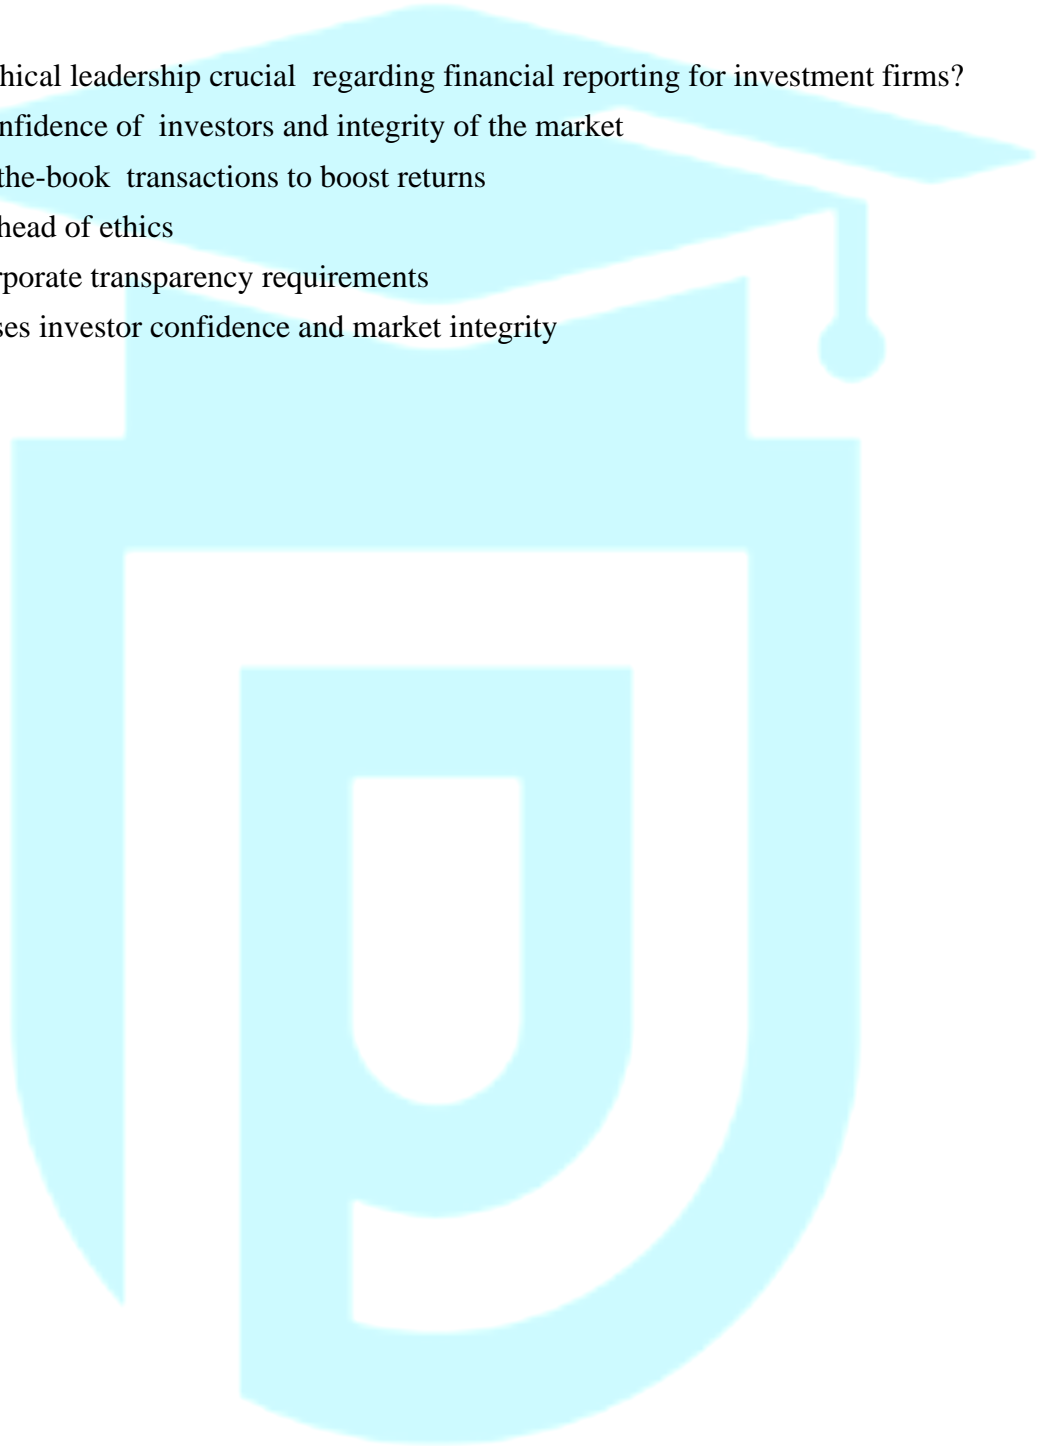 hical leadership crucial regarding financial reporting for investment firms?
nfidence of investors and integrity of the market
the-book transactions to boost returns
head of ethics
rporate transparency requirements
ses investor confidence and market integrity